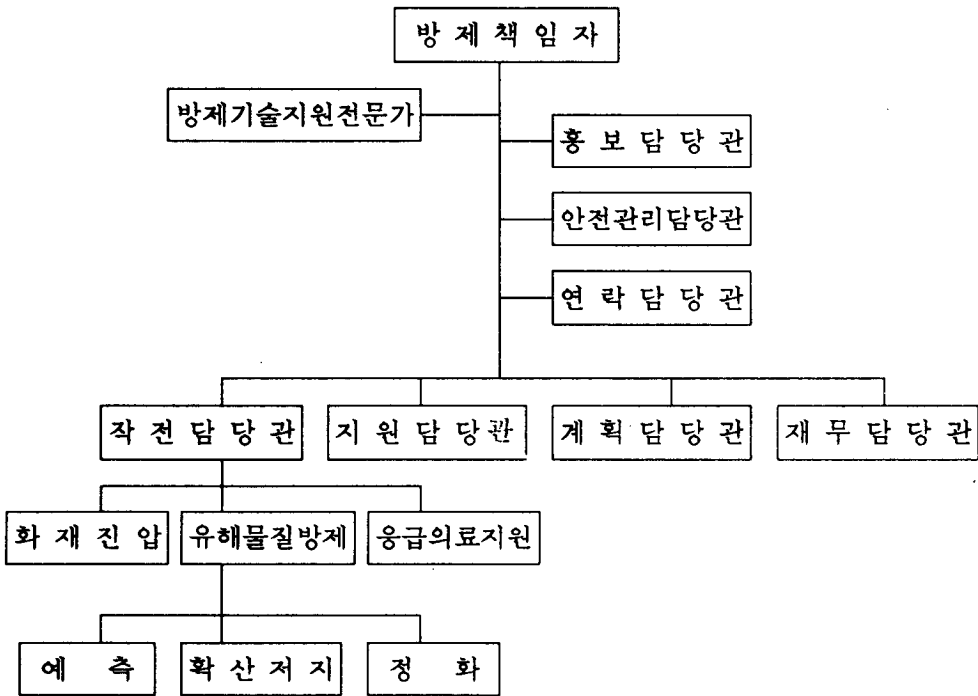 방 제 책 임 자
방제기술지원전문가
홍 보 담 당 관
안전관리담당관
연 락 담 당 관
작 전 담 당 관
지 원 담 당 관
계 획 담 당 관
재 무 담 당 관
화 재 진 압
유해물질방제
응급의료지원
예 측
확 산 저 지
정 화